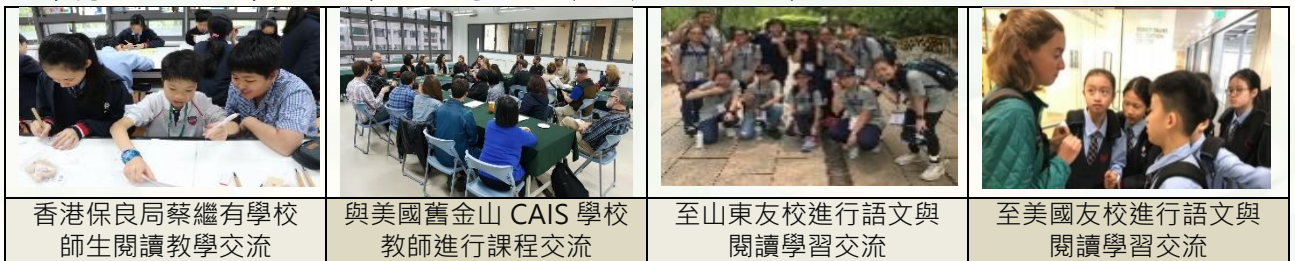 香港保良局蔡繼有學校
師生閱讀教學交流
與美國舊金山 CAIS 學校
教師進行課程交流
至山東友校進行語文與
閱讀學習交流
至美國友校進行語文與
閱讀學習交流